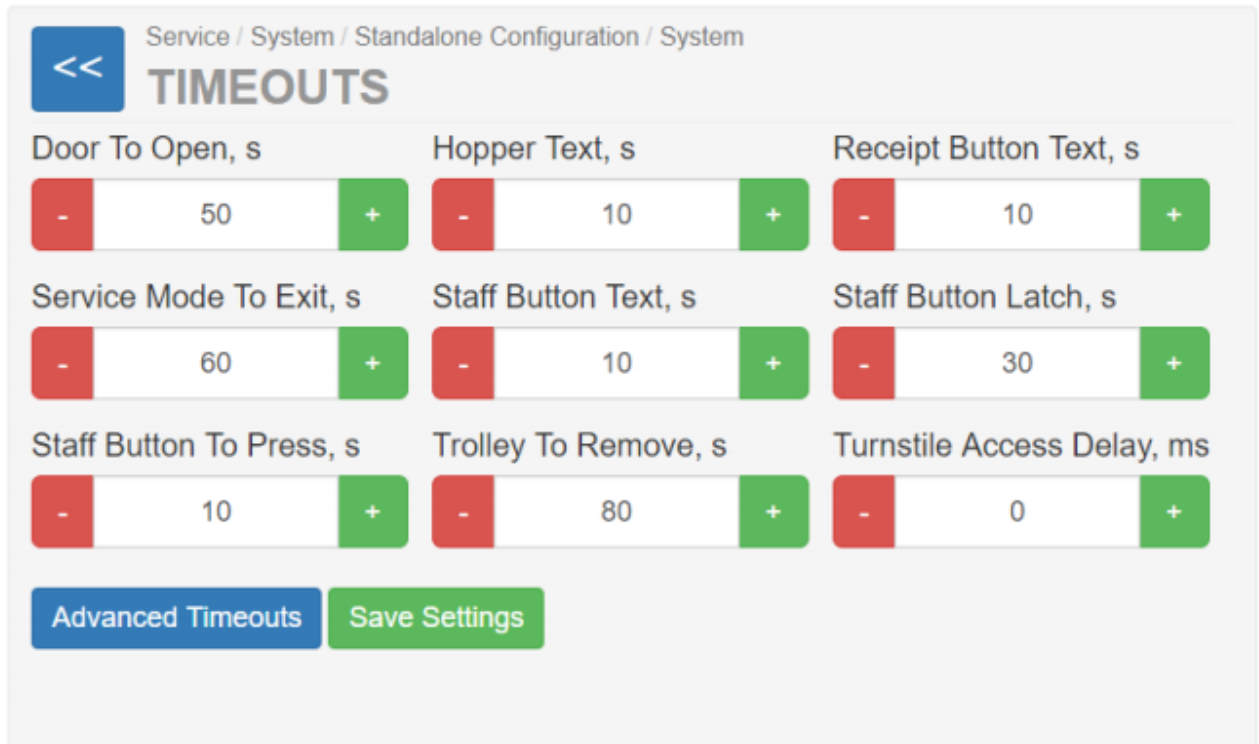 << Service / System / Standalone Configuration / System
TIMEOUTS
Door To Open, s Hopper Text, s Receipt Button Text, s
- 50 + - 10 + - 10 +
Service Mode To Exit, s Staff Button Text, s Staff Button Latch, s
- 60 + - 10 + - 30 +
Staff Button To Press, s Trolley To Remove, s Turnstile Access Delay, ms
- 10 + - 80 + - 0 +
Advanced Timeouts Save Settings